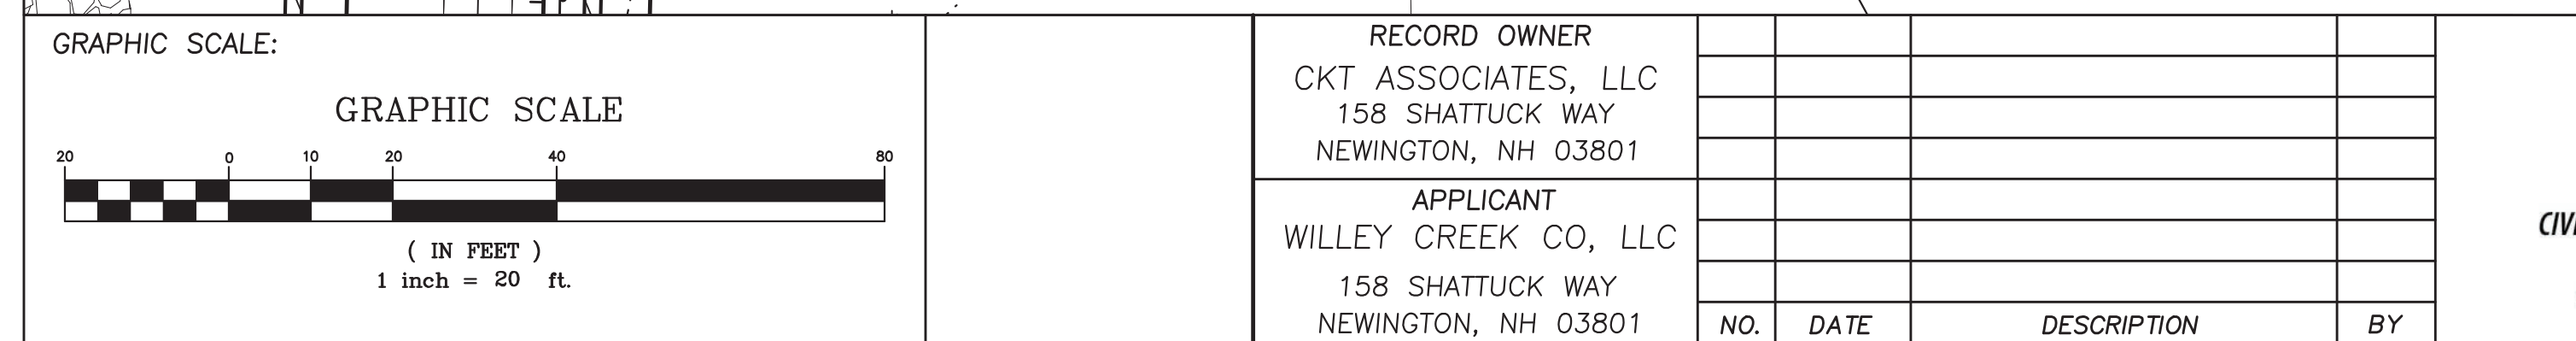 GRAPHIC SCALE:
GRAPHIC SCALE
20 0 10 20 40 80
( IN FEET )
1 inch = 20 ft.
RECORD OWNER
CKT ASSOCIATES, LLC
158 SHATTUCK WAY
NEWINGTON, NH 03801
APPLICANT
WILLEY CREEK CO, LLC
158 SHATTUCK WAY
NEWINGTON, NH 03801
NO. DATE DESCRIPTION BY